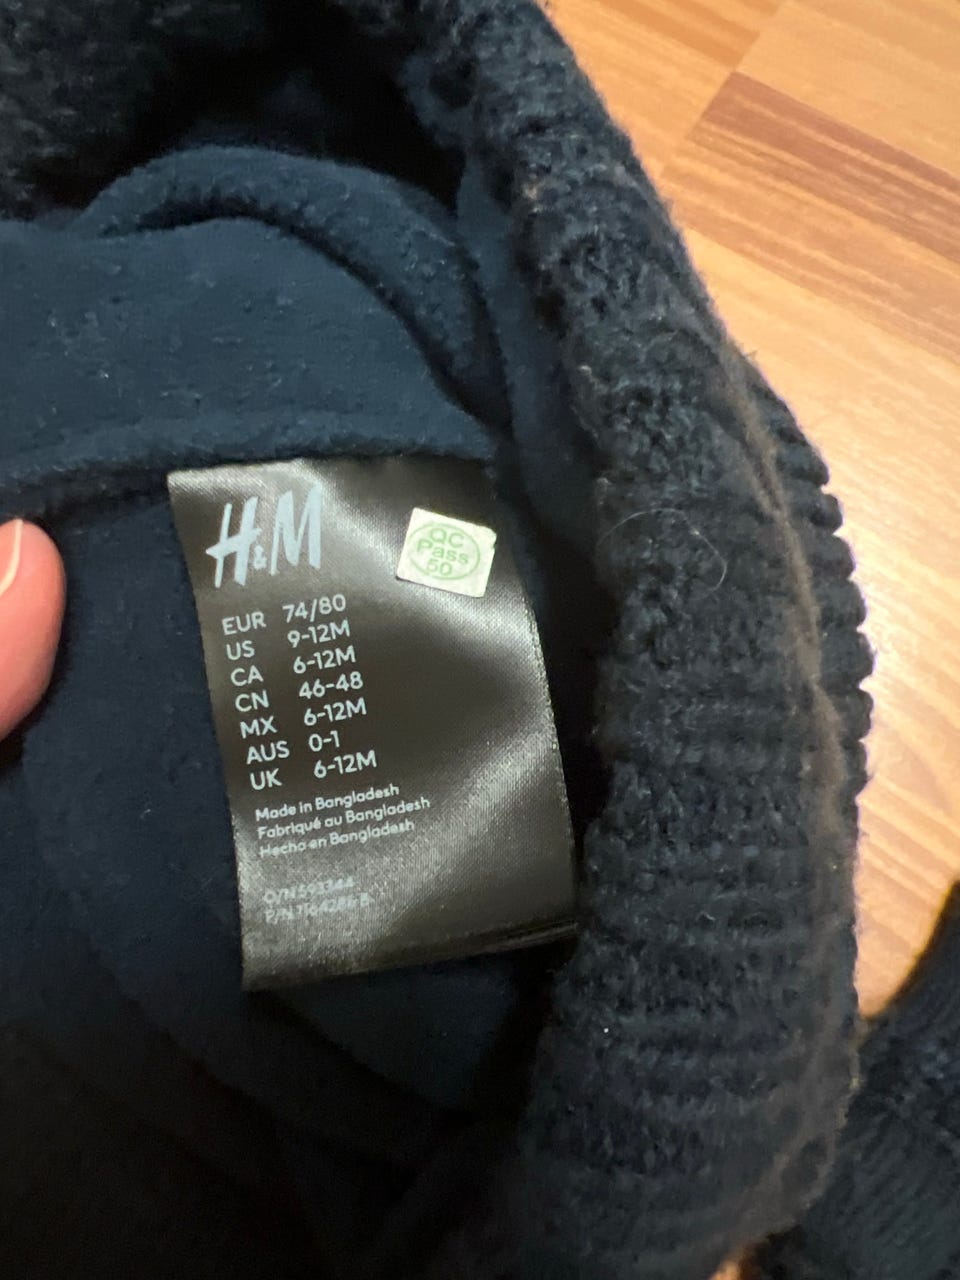 H&M
QC
Pass
50
EUR 74/80
US 9-12M
CA 6-12M
CN 46-48
MX 6-12M
AUS 0-1
UK 6-12M
Made in Bangladesh
Fabriqué au Bangladesh
Hecho en Bangladesh
O/N 593344
P/N